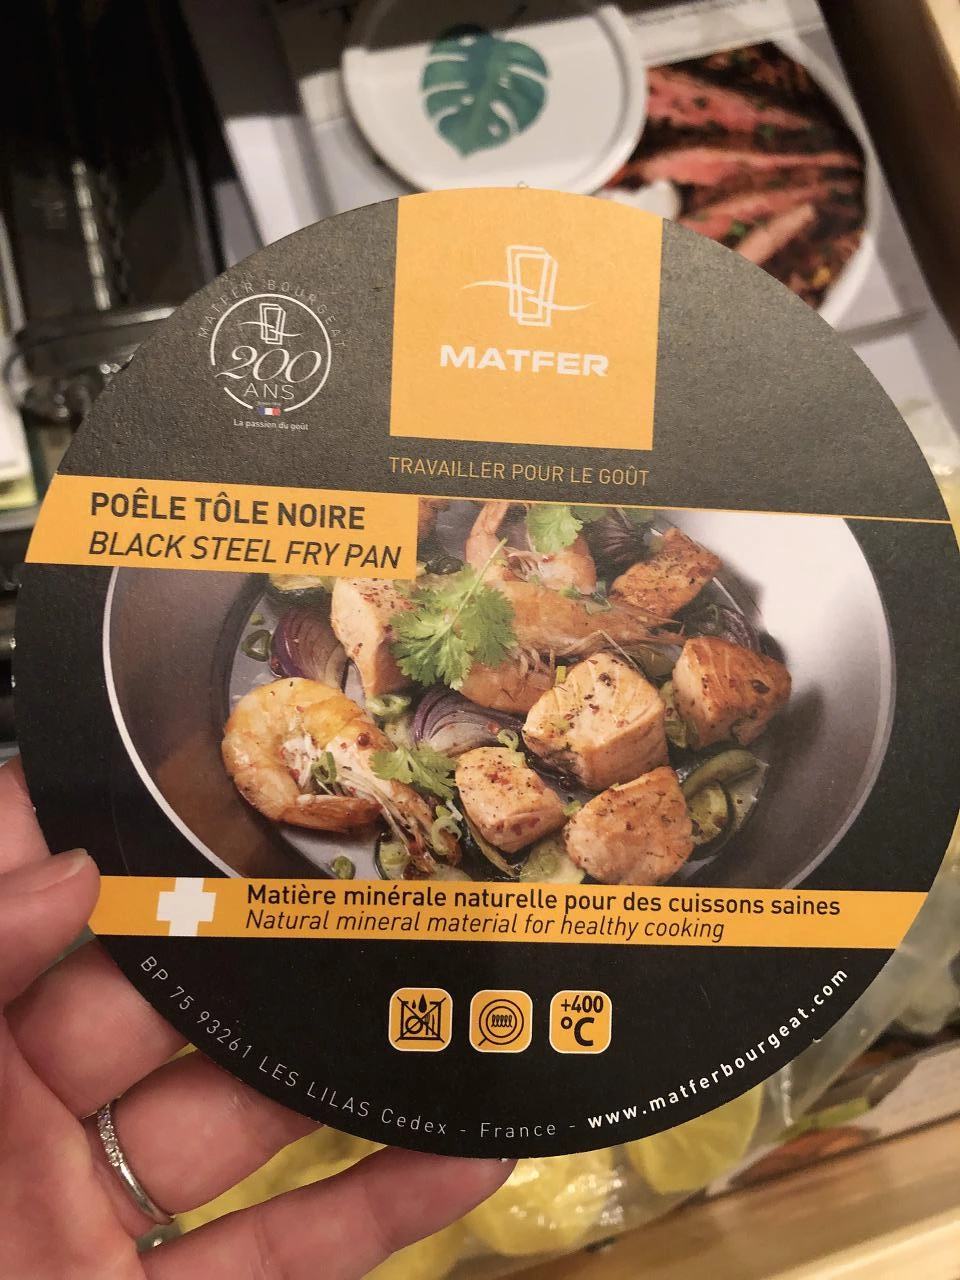 MATFER BOURGEAT
200
ANS
La passion du goût
MATFER
TRAVAILLER POUR LE GOÛT
POÊLE TÔLE NOIRE
BLACK STEEL FRY PAN
Matière minérale naturelle pour des cuissons saines
Natural mineral material for healthy cooking
+400
°C
BP 75 93261 LES LILAS Cedex - France - www.matferbourgeat.com